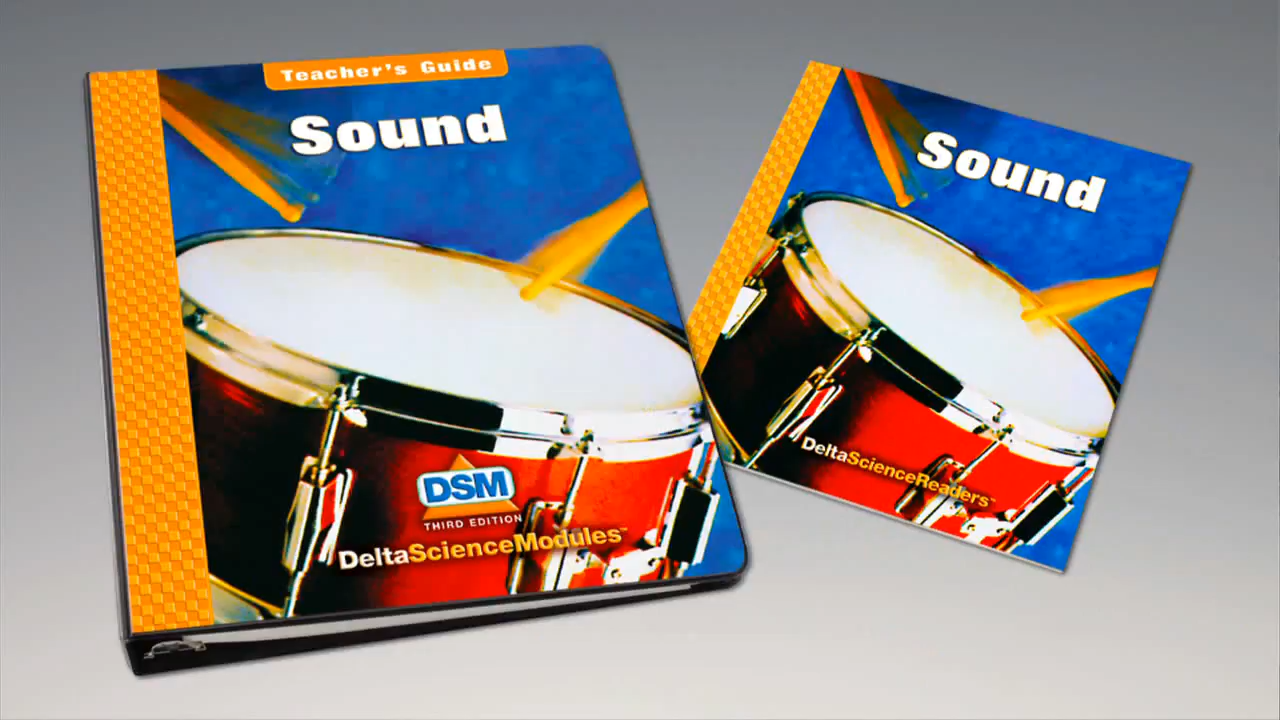 Teacher's Guide
Sound
DSM
THIRD EDITION
DeltaScienceModules™
Sound
DeltaScienceReaders™